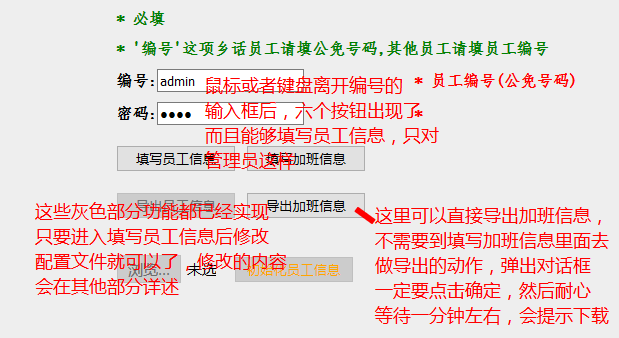 * 必填
* '编号'这项乡话员工请填公免号码,其他员工请填员工编号
编号: admin * 员工编号(公免号码)
鼠标或者键盘离开编号的
输入框后，六个按钮出现了
而且能够填写员工信息，只对
管理员这样
密码: ●●●● *
填写员工信息 填写加班信息
导出员工信息 导出加班信息
这些灰色部分功能都已经实现
只要进入填写员工信息后修改
配置文件就可以了，修改的内容
会在其他部分详述
这里可以直接导出加班信息，
不需要到填写加班信息里面去
做导出的动作，弹出对话框
一定要点击确定，然后耐心
等待一分钟左右，会提示下载
浏览… 未选 初始化员工信息